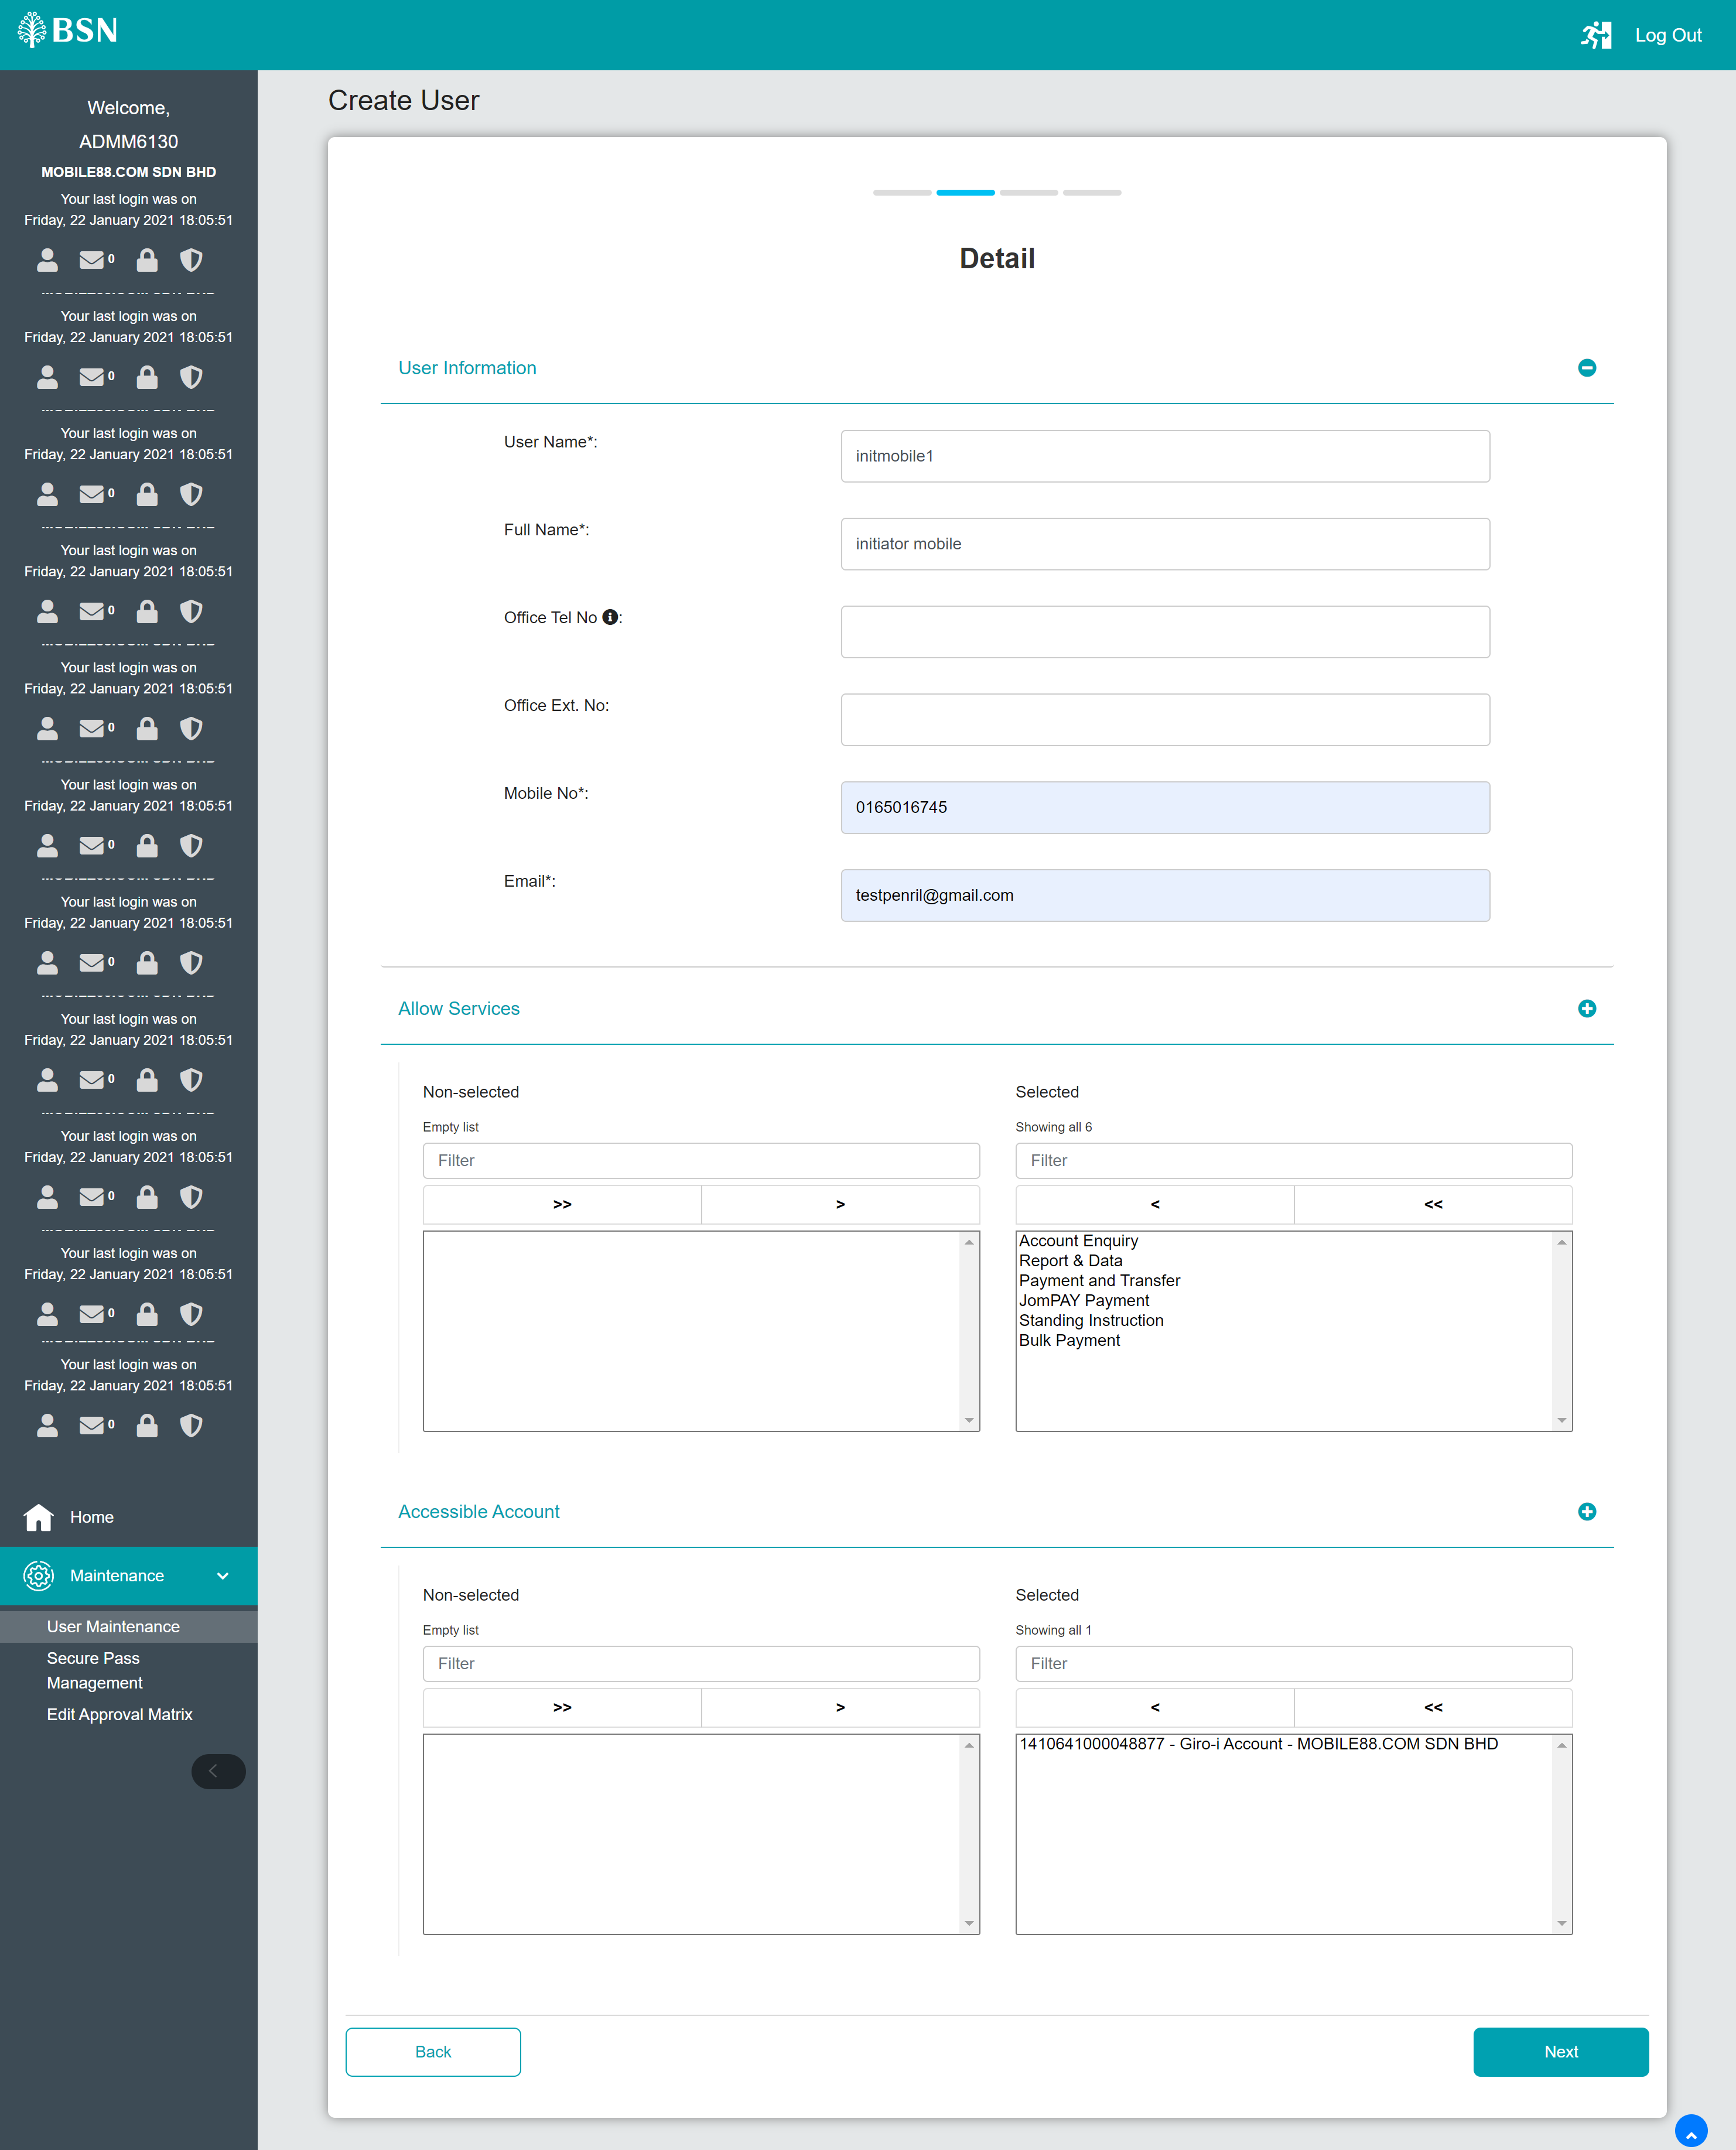 BSN
Log Out
Welcome,
ADMM6130
MOBILE88.COM SDN BHD
Your last login was on
Friday, 22 January 2021 18:05:51
0
Your last login was on
Friday, 22 January 2021 18:05:51
0
Your last login was on
Friday, 22 January 2021 18:05:51
0
Your last login was on
Friday, 22 January 2021 18:05:51
0
Your last login was on
Friday, 22 January 2021 18:05:51
0
Your last login was on
Friday, 22 January 2021 18:05:51
0
Your last login was on
Friday, 22 January 2021 18:05:51
0
Your last login was on
Friday, 22 January 2021 18:05:51
0
Your last login was on
Friday, 22 January 2021 18:05:51
0
Your last login was on
Friday, 22 January 2021 18:05:51
0
Your last login was on
Friday, 22 January 2021 18:05:51
0
Home
Maintenance
User Maintenance
Secure Pass
Management
Edit Approval Matrix
Create User
Detail
User Information
User Name*:
initmobile1
Full Name*:
initiator mobile
Office Tel No :
Office Ext. No:
Mobile No*:
0165016745
Email*:
testpenril@gmail.com
Allow Services
Non-selected
Empty list
Filter
>> >
Selected
Showing all 6
Filter
< <<
Account Enquiry
Report & Data
Payment and Transfer
JomPAY Payment
Standing Instruction
Bulk Payment
Accessible Account
Non-selected
Empty list
Filter
>> >
Selected
Showing all 1
Filter
< <<
1410641000048877 - Giro-i Account - MOBILE88.COM SDN BHD
Back
Next